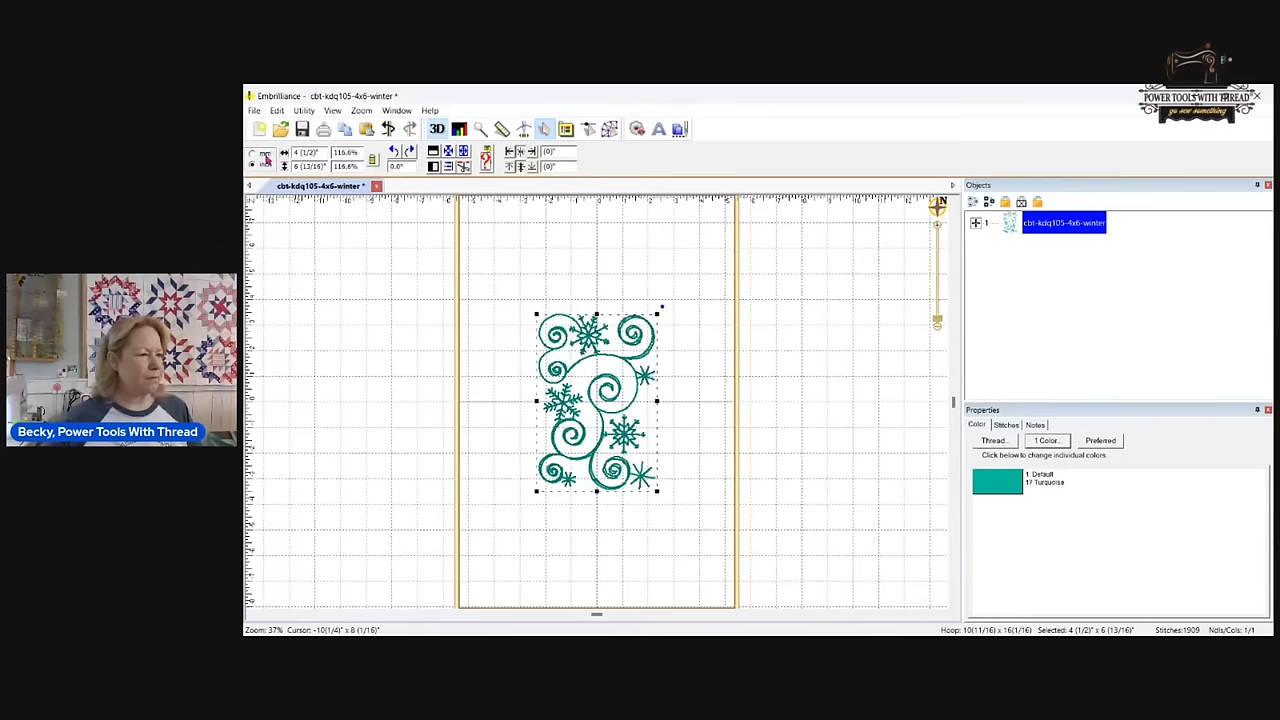 POWER TOOLS WITH THREAD
go sew something
Embrilliance - cbt-kdq105-4x6-winter *
File Edit Utility View Zoom Window Help
3D
mm
4 (1/2)" 116.6%
6 (13/16)" 116.6%
0.0°
(0)"
(0)"
cbt-kdq105-4x6-winter *
N
Objects
1 cbt-kdq105-4x6-winter
Properties
Color Stitches Notes
Thread... 1 Color... Preferred
Click below to change individual colors.
1. Default
17 Turquoise
Becky, Power Tools With Thread
Zoom: 37% Cursor: -10(1/4)" x 8 (1/16)"
Hoop: 10(11/16) x 16(1/16) Selected: 4 (1/2)" x 6 (13/16)" Stitches:1909 Ndls/Cols: 1/1